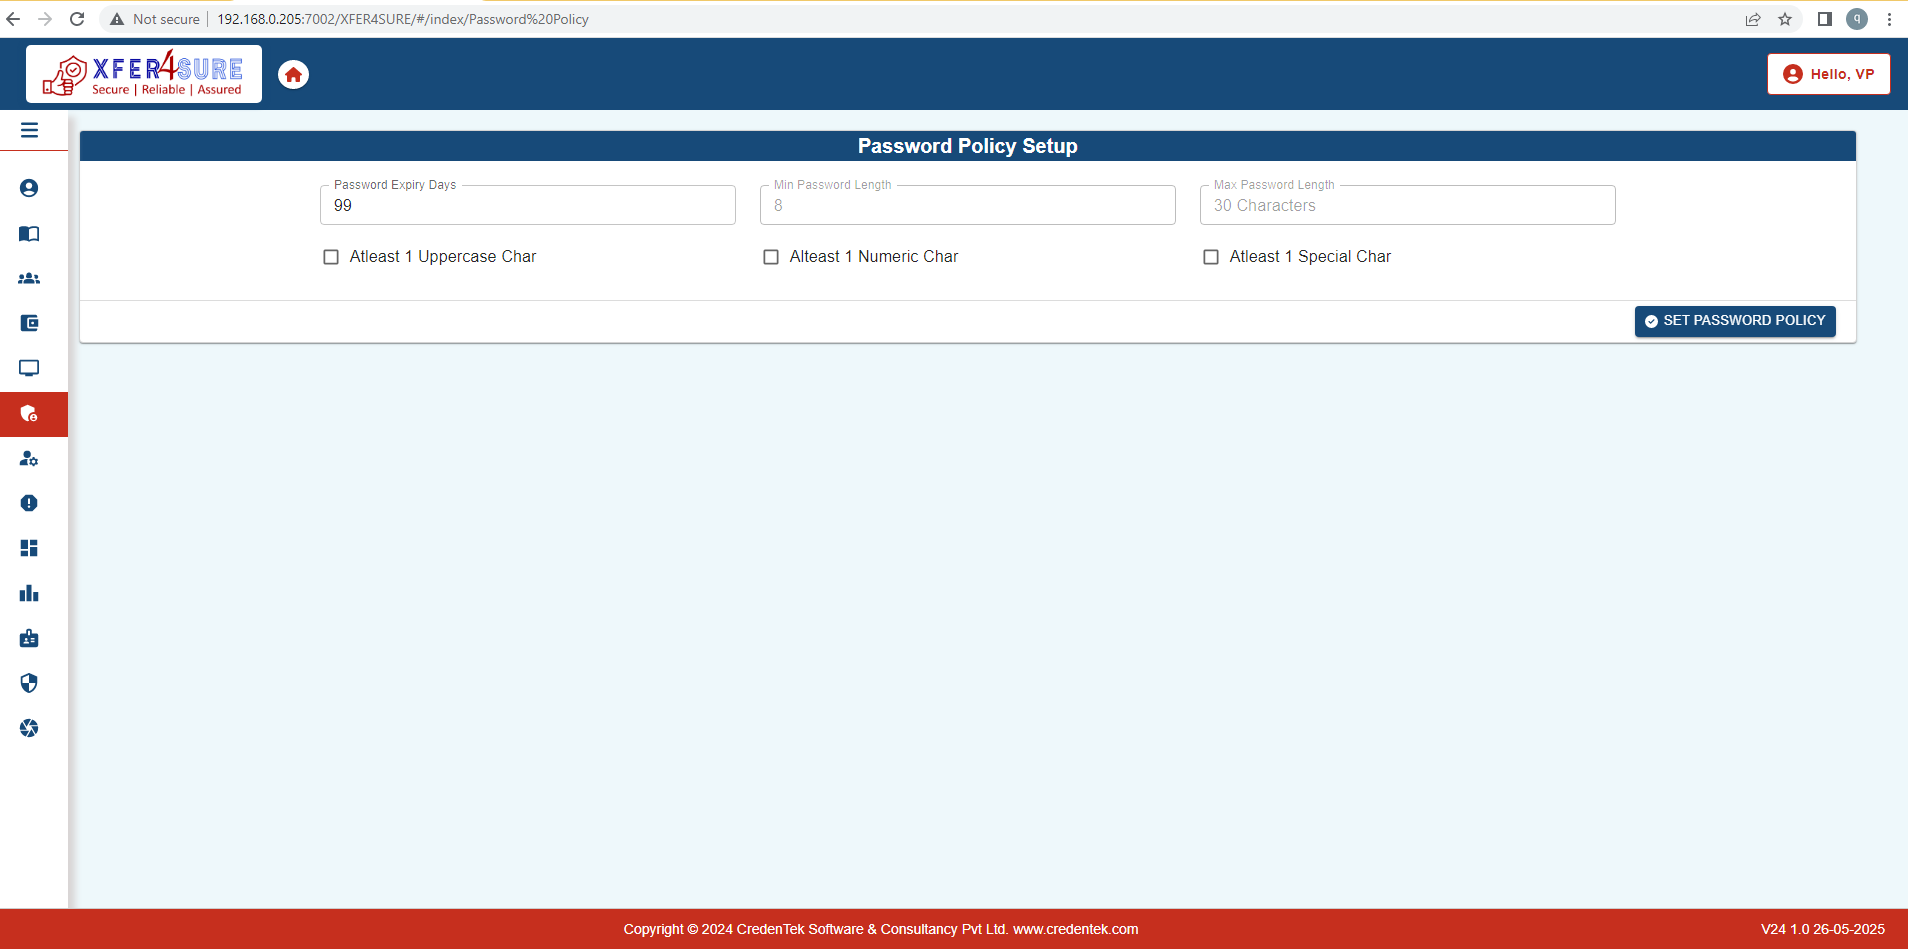 Not secure 192.168.0.205:7002/XFER4SURE/#/index/Password%20Policy q
XFER4SURE
Secure | Reliable | Assured
Hello, VP
Password Policy Setup
Password Expiry Days Min Password Length Max Password Length
99 8 30 Characters
Atleast 1 Uppercase Char Alteast 1 Numeric Char Atleast 1 Special Char
SET PASSWORD POLICY
Copyright © 2024 CredenTek Software & Consultancy Pvt Ltd. www.credentek.com V24 1.0 26-05-2025